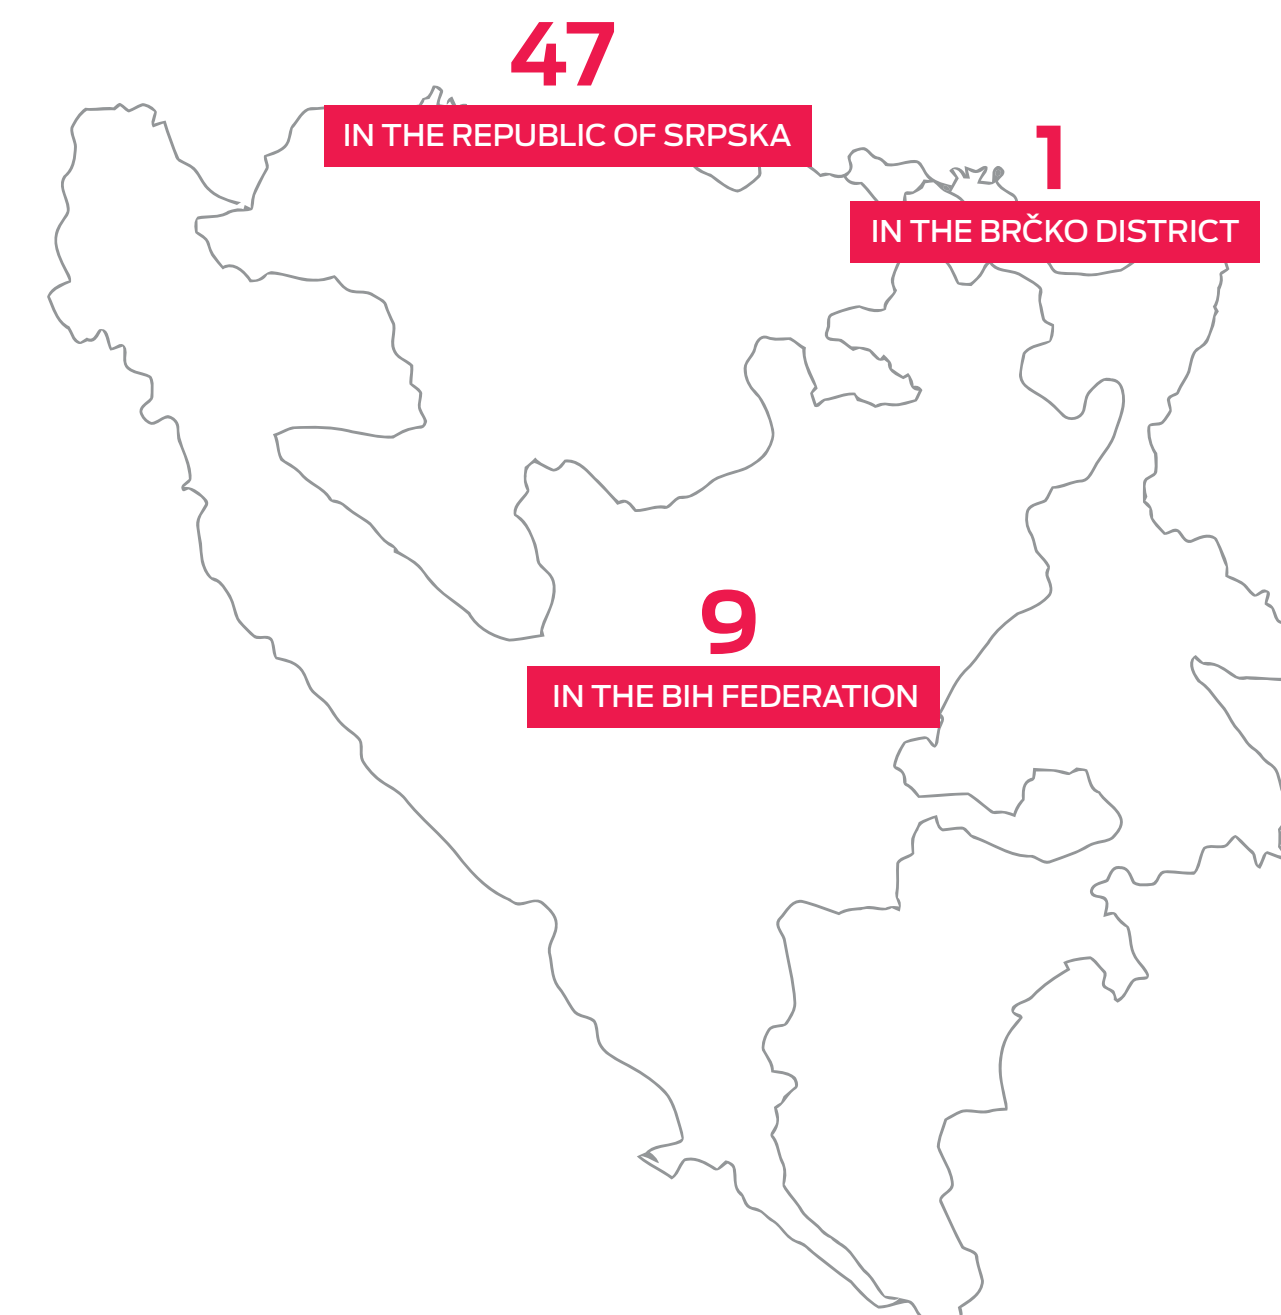 47
IN THE REPUBLIC OF SRPSKA
1
IN THE BRČKO DISTRICT
9
IN THE BIH FEDERATION